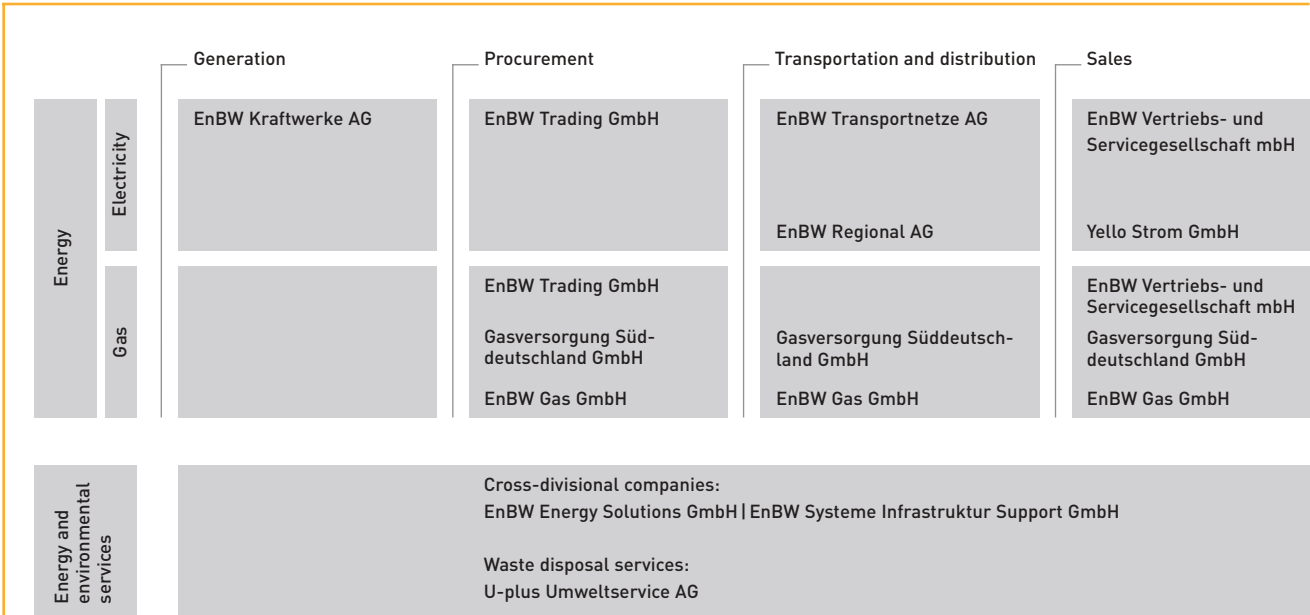 Generation
Procurement
Transportation and distribution
Sales
Energy
Electricity
EnBW Kraftwerke AG
EnBW Trading GmbH
EnBW Transportnetze AG
EnBW Regional AG
EnBW Vertriebs- und
Servicegesellschaft mbH
Yello Strom GmbH
Gas
EnBW Trading GmbH
Gasversorgung Süd-
deutschland GmbH
EnBW Gas GmbH
Gasversorgung Süddeutsch-
land GmbH
EnBW Gas GmbH
EnBW Vertriebs- und
Servicegesellschaft mbH
Gasversorgung Süd-
deutschland GmbH
EnBW Gas GmbH
Energy and
environmental
services
Cross-divisional companies:
EnBW Energy Solutions GmbH | EnBW Systeme Infrastruktur Support GmbH
Waste disposal services:
U-plus Umweltservice AG